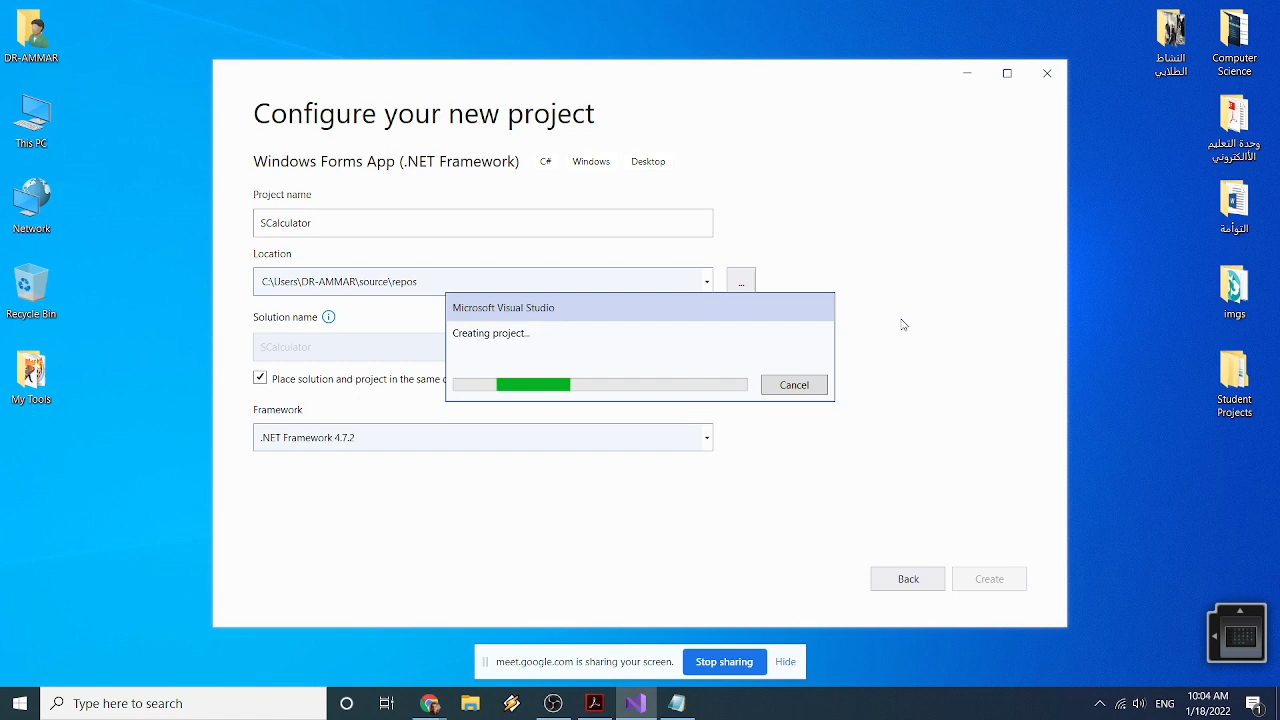 DR-AMMAR
This PC
Network
Recycle Bin
My Tools
النشاط
الطلابي
Computer
Science
وحدة التعليم
الألكتروني
التوأمة
imgs
Student
Projects
Configure your new project
Windows Forms App (.NET Framework) C# Windows Desktop
Project name
SCalculator
Location
C:\Users\DR-AMMAR\source\repos
...
Solution name
SCalculator
Place solution and project in the same
Framework
.NET Framework 4.7.2
Microsoft Visual Studio
Creating project...
Cancel
Back
Create
meet.google.com is sharing your screen.
Stop sharing
Hide
Type here to search
ENG
10:04 AM
1/18/2022
1